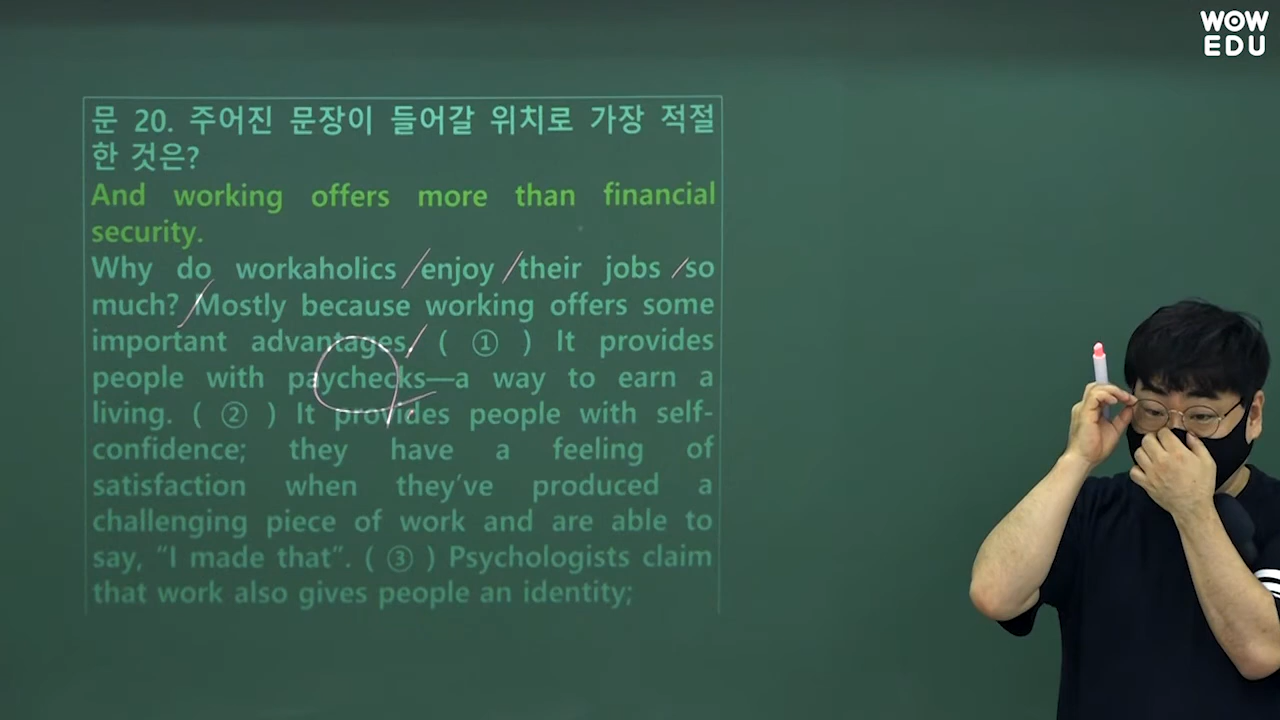 WOW
EDU
문 20. 주어진 문장이 들어갈 위치로 가장 적절
한 것은?
And working offers more than financial
security.
Why do workaholics enjoy their jobs so
much? Mostly because working offers some
important advantages. ( ① ) It provides
people with paychecks—a way to earn a
living. ( ② ) It provides people with self-
confidence; they have a feeling of
satisfaction when they’ve produced a
challenging piece of work and are able to
say, “I made that”. ( ③ ) Psychologists claim
that work also gives people an identity;